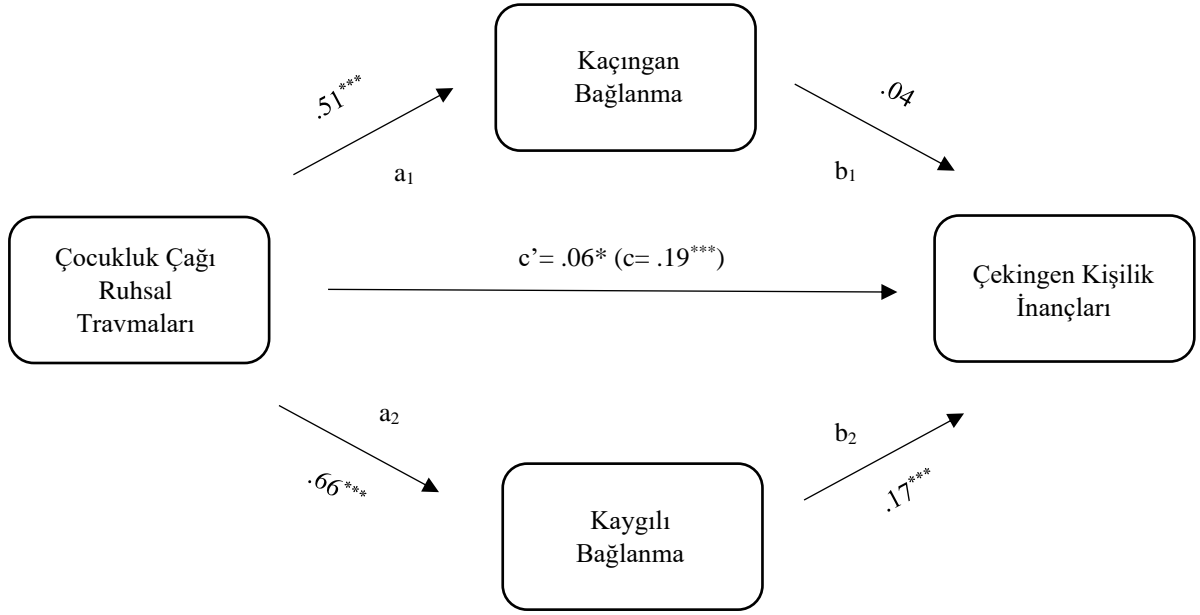 Kaçıngan
Bağlanma
.51***
.04
a₁
b₁
Çocukluk Çağı
Ruhsal
Travmaları
c’= .06* (c= .19***)
Çekingen Kişilik
İnançları
a₂
b₂
.66***
.17***
Kaygılı
Bağlanma